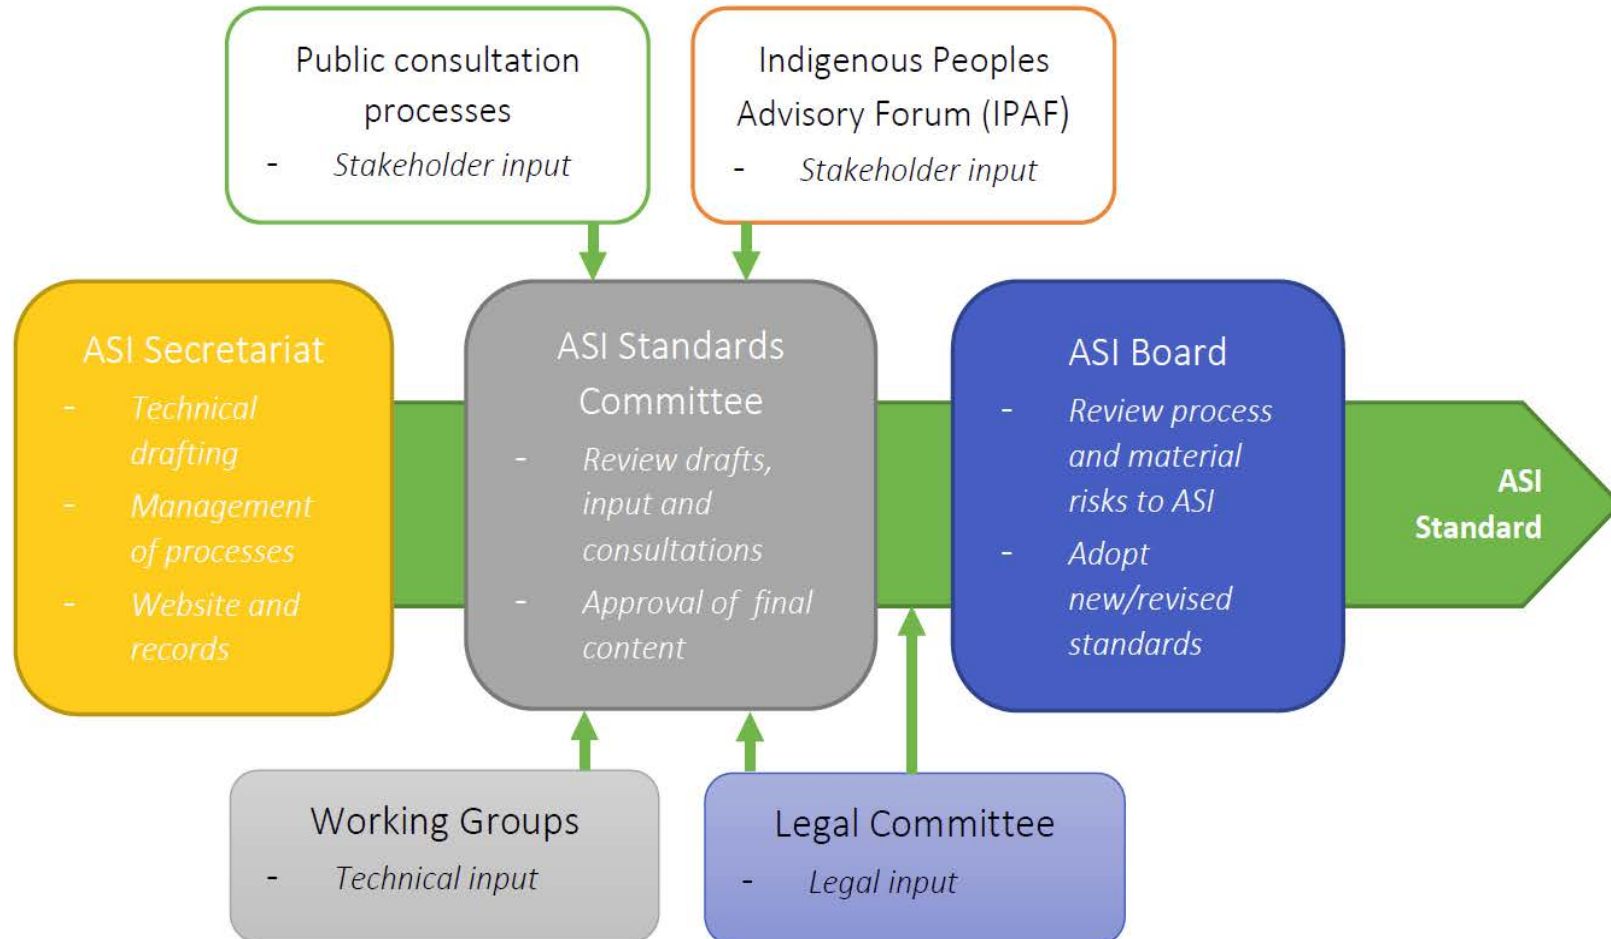 Public consultation
processes
- Stakeholder input
Indigenous Peoples
Advisory Forum (IPAF)
- Stakeholder input
ASI Secretariat
- Technical
drafting
- Management
of processes
- Website and
records
ASI Standards
Committee
- Review drafts,
input and
consultations
- Approval of final
content
ASI Board
- Review process
and material
risks to ASI
- Adopt
new/revised
standards
ASI
Standard
Working Groups
- Technical input
Legal Committee
- Legal input